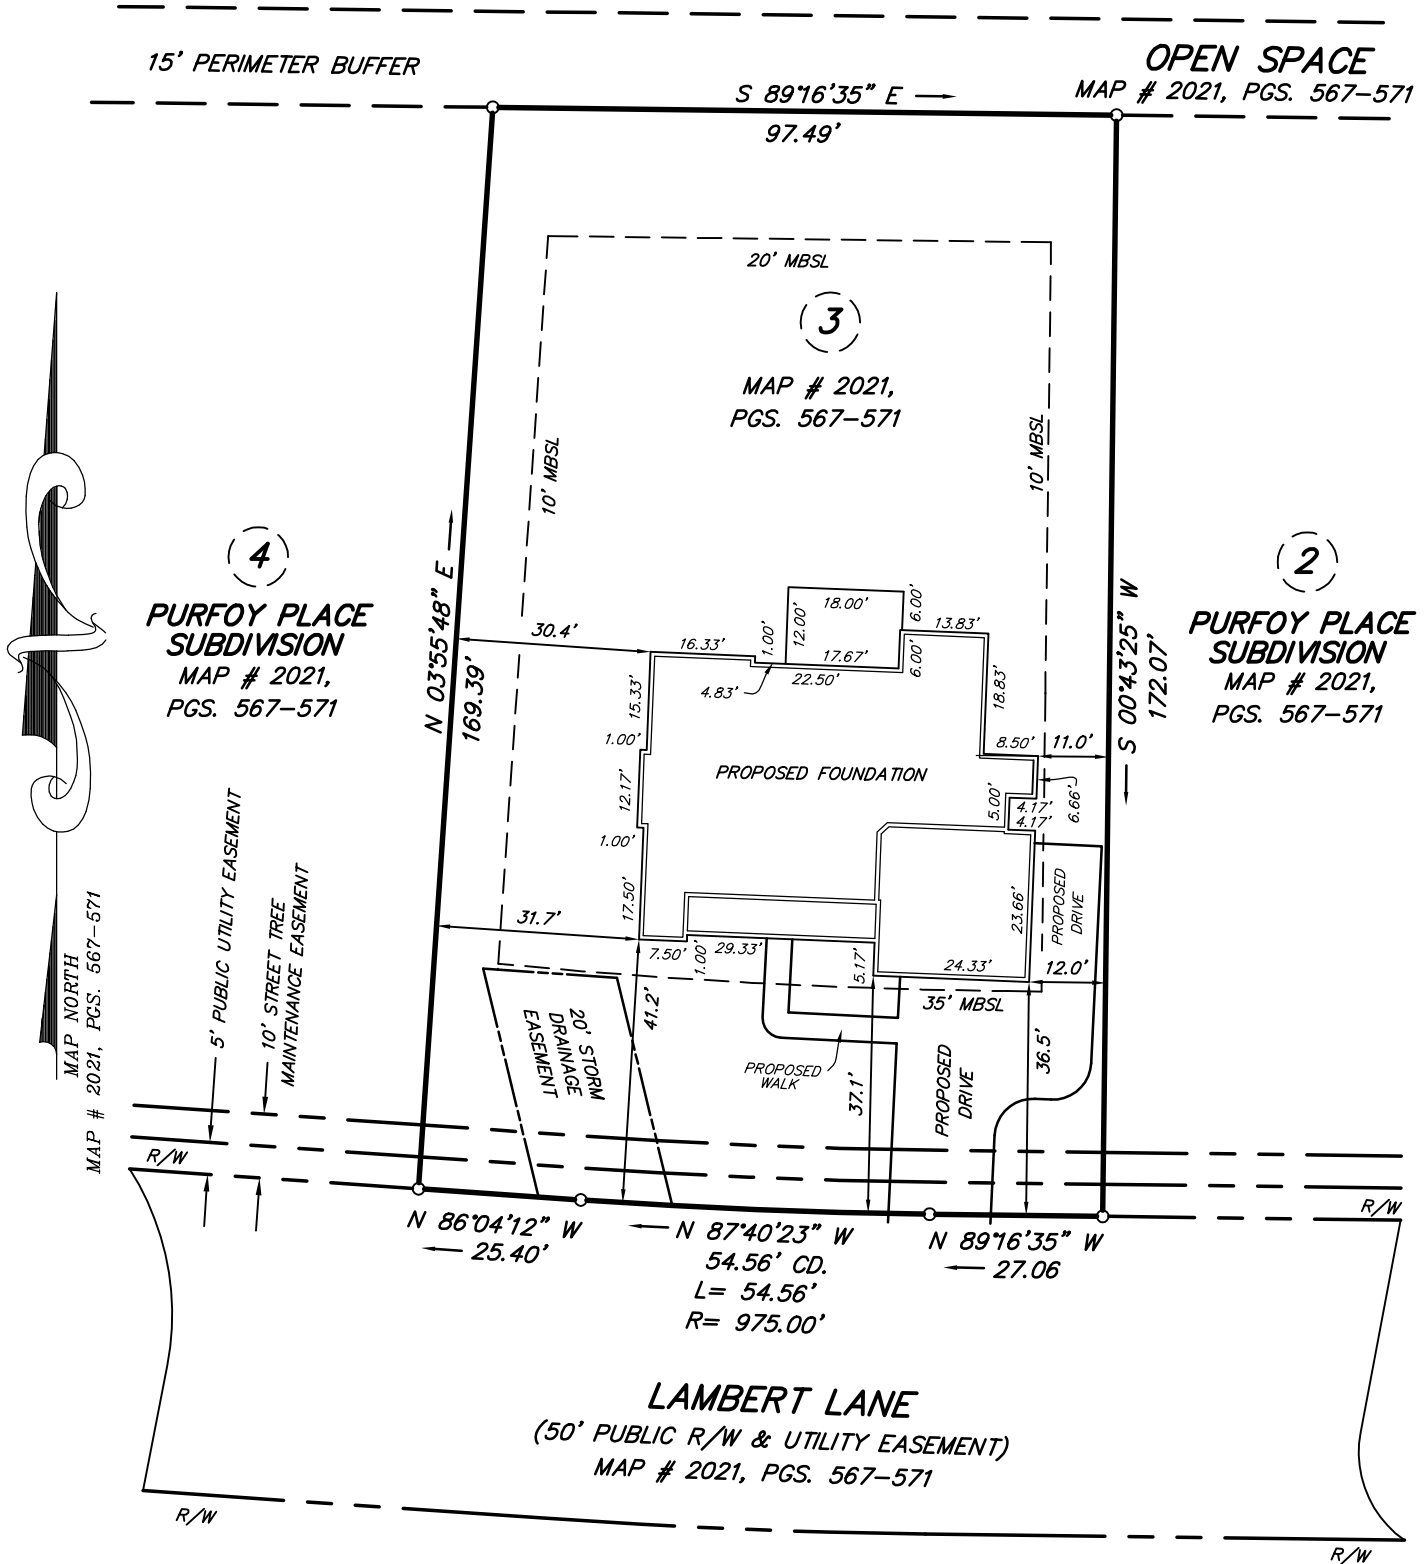 15' PERIMETER BUFFER
OPEN SPACE
MAP # 2021, PGS. 567-571
S 89°16'35" E
97.49'
20' MBSL
3
MAP # 2021,
PGS. 567-571
10' MBSL
10' MBSL
4
PURFOY PLACE
SUBDIVISION
MAP # 2021,
PGS. 567-571
2
PURFOY PLACE
SUBDIVISION
MAP # 2021,
PGS. 567-571
N 03°55'48" E
169.39'
S 00°43'25" W
172.07'
30.4'
16.33'
1.00'
12.00'
18.00'
6.00'
13.83'
17.67'
6.00'
4.83'
22.50'
15.33'
18.83'
1.00'
8.50'
11.0'
PROPOSED FOUNDATION
12.17'
5.00'
4.17'
4.17'
6.66'
1.00'
17.50'
31.7'
23.66'
PROPOSED
DRIVE
7.50'
1.00'
29.33'
5.17'
24.33'
12.0'
35' MBSL
41.2'
20' STORM
DRAINAGE
EASEMENT
PROPOSED
WALK
37.1'
PROPOSED
DRIVE
36.5'
5' PUBLIC UTILITY EASEMENT
10' STREET TREE
MAINTENANCE EASEMENT
MAP NORTH
MAP # 2021, PGS. 567-571
R/W
R/W
N 86°04'12" W
25.40'
N 87°40'23" W
54.56' CD.
L= 54.56'
R= 975.00'
N 89°16'35" W
27.06
LAMBERT LANE
(50' PUBLIC R/W & UTILITY EASEMENT)
MAP # 2021, PGS. 567-571
R/W
R/W